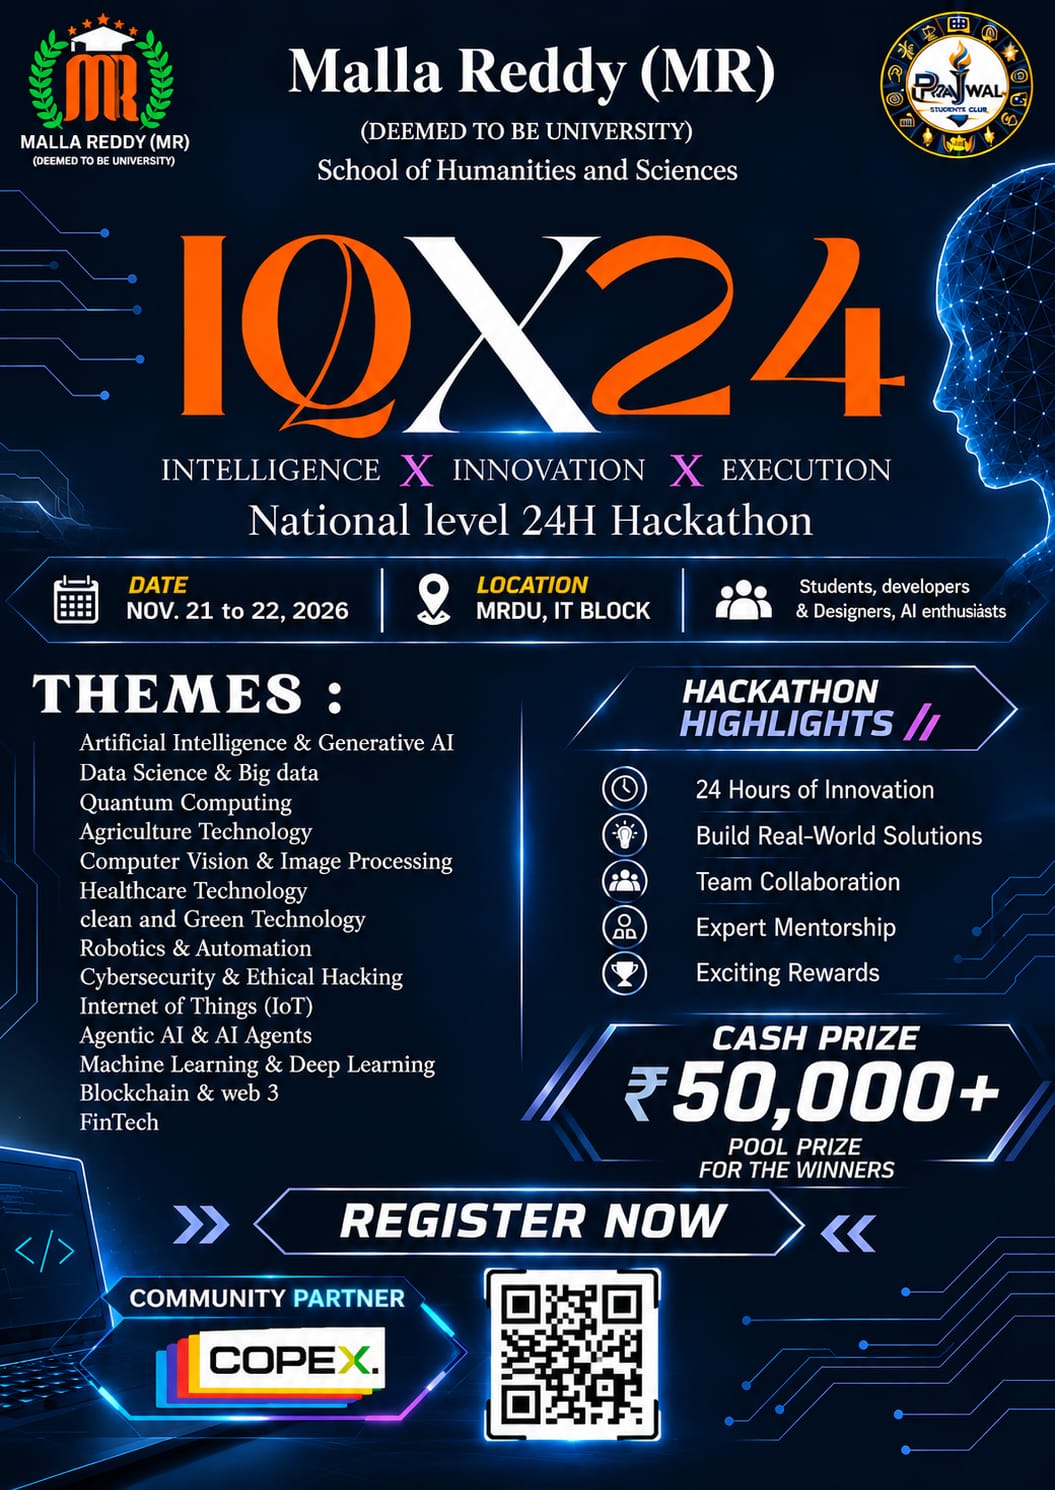 MR
MALLA REDDY (MR)
(DEEMED TO BE UNIVERSITY)
Malla Reddy (MR)
(DEEMED TO BE UNIVERSITY)
School of Humanities and Sciences
PRAJWAL
STUDENTS CLUB
IQX24
INTELLIGENCE X INNOVATION X EXECUTION
National level 24H Hackathon
DATE
NOV. 21 to 22, 2026
LOCATION
MRDU, IT BLOCK
Students, developers
& Designers, AI enthusiasts
THEMES :
Artificial Intelligence & Generative AI
Data Science & Big data
Quantum Computing
Agriculture Technology
Computer Vision & Image Processing
Healthcare Technology
clean and Green Technology
Robotics & Automation
Cybersecurity & Ethical Hacking
Internet of Things (IoT)
Agentic AI & AI Agents
Machine Learning & Deep Learning
Blockchain & web 3
FinTech
HACKATHON
HIGHLIGHTS //
24 Hours of Innovation
Build Real-World Solutions
Team Collaboration
Expert Mentorship
Exciting Rewards
CASH PRIZE
₹50,000+
POOL PRIZE
FOR THE WINNERS
REGISTER NOW
</>
COMMUNITY PARTNER
COPEX.